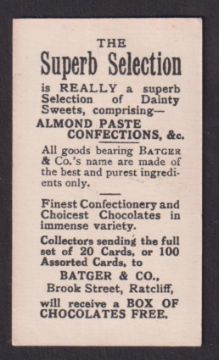 THE
Superb Selection
is REALLY a superb
Selection of Dainty
Sweets, comprising—
ALMOND PASTE
CONFECTIONS, &c.
All goods bearing BATGER
& Co.'s name are made of
the best and purest ingredi-
ents only.
Finest Confectionery and
Choicest Chocolates in
immense variety.
Collectors sending the full
set of 20 Cards, or 100
Assorted Cards, to
BATGER & CO.,
Brook Street, Ratcliff,
will receive a BOX OF
CHOCOLATES FREE.